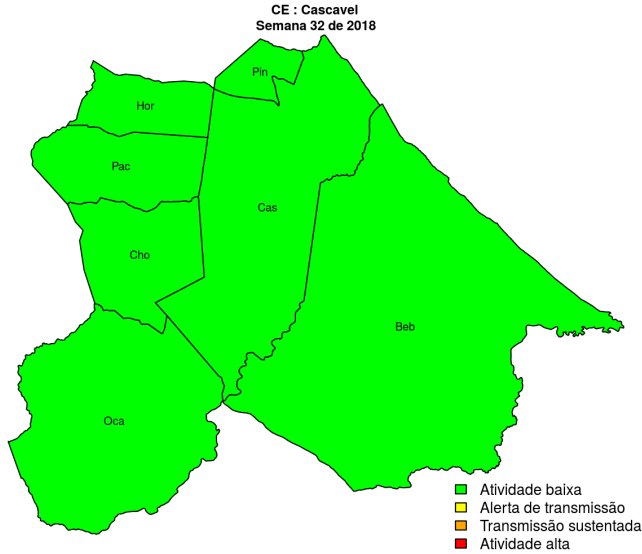 CE : Cascavel
Semana 32 de 2018
Pin
Hor
Pac
Cas
Cho
Beb
Oca
Atividade baixa
Alerta de transmissão
Transmissão sustentada
Atividade alta